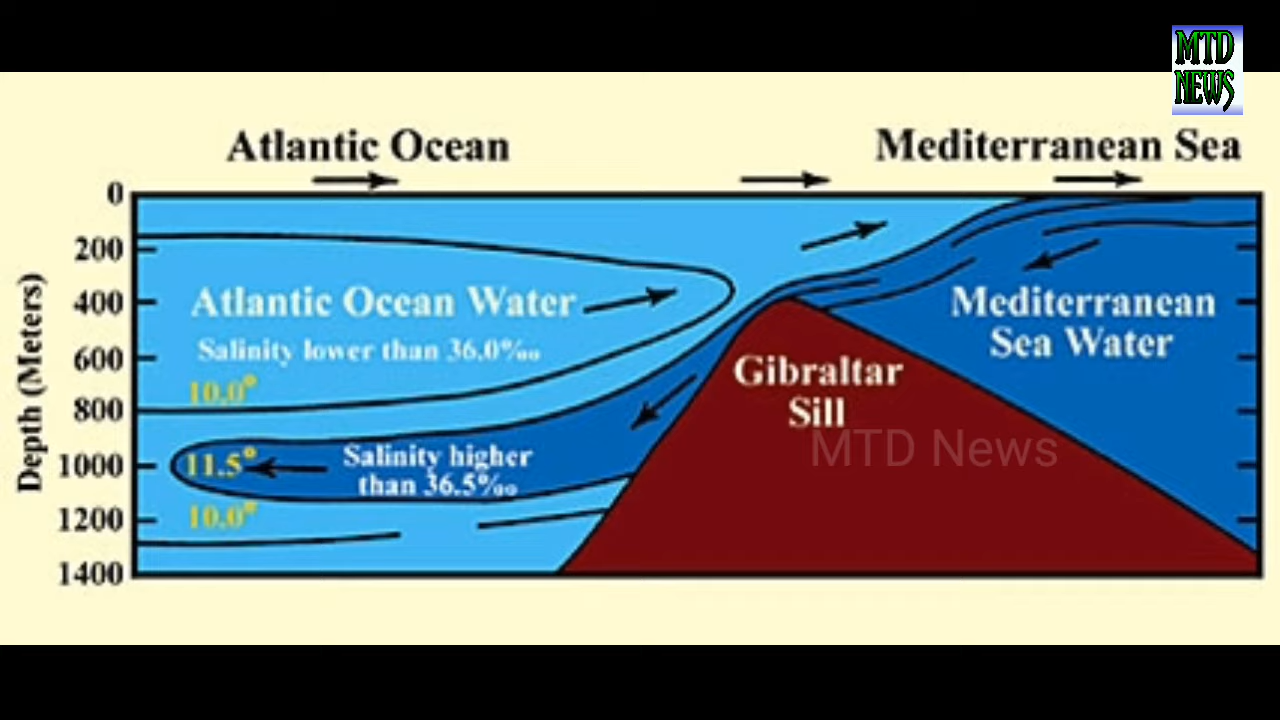 MTD
NEWS
Atlantic Ocean
Mediterranean Sea
0
200
400
600
800
1000
1200
1400
Depth (Meters)
Atlantic Ocean Water
Salinity lower than 36.0‰
10.0°
11.5°
Salinity higher
than 36.5‰
10.0°
Gibraltar
Sill
Mediterranean
Sea Water
MTD News